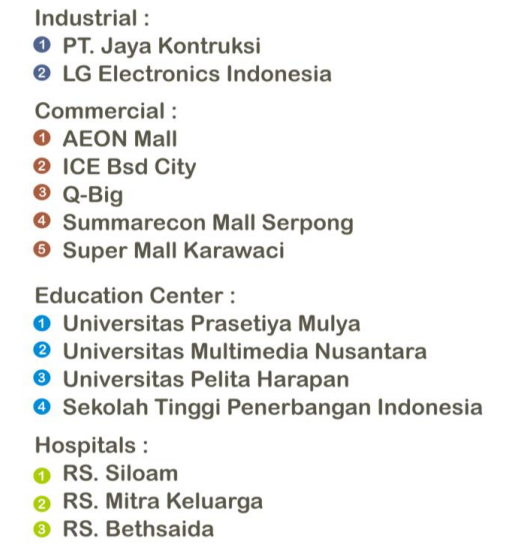 Industrial :
1 PT. Jaya Kontruksi
2 LG Electronics Indonesia
Commercial :
1 AEON Mall
2 ICE Bsd City
3 Q-Big
4 Summarecon Mall Serpong
5 Super Mall Karawaci
Education Center :
1 Universitas Prasetiya Mulya
2 Universitas Multimedia Nusantara
3 Universitas Pelita Harapan
4 Sekolah Tinggi Penerbangan Indonesia
Hospitals :
1 RS. Siloam
2 RS. Mitra Keluarga
3 RS. Bethsaida